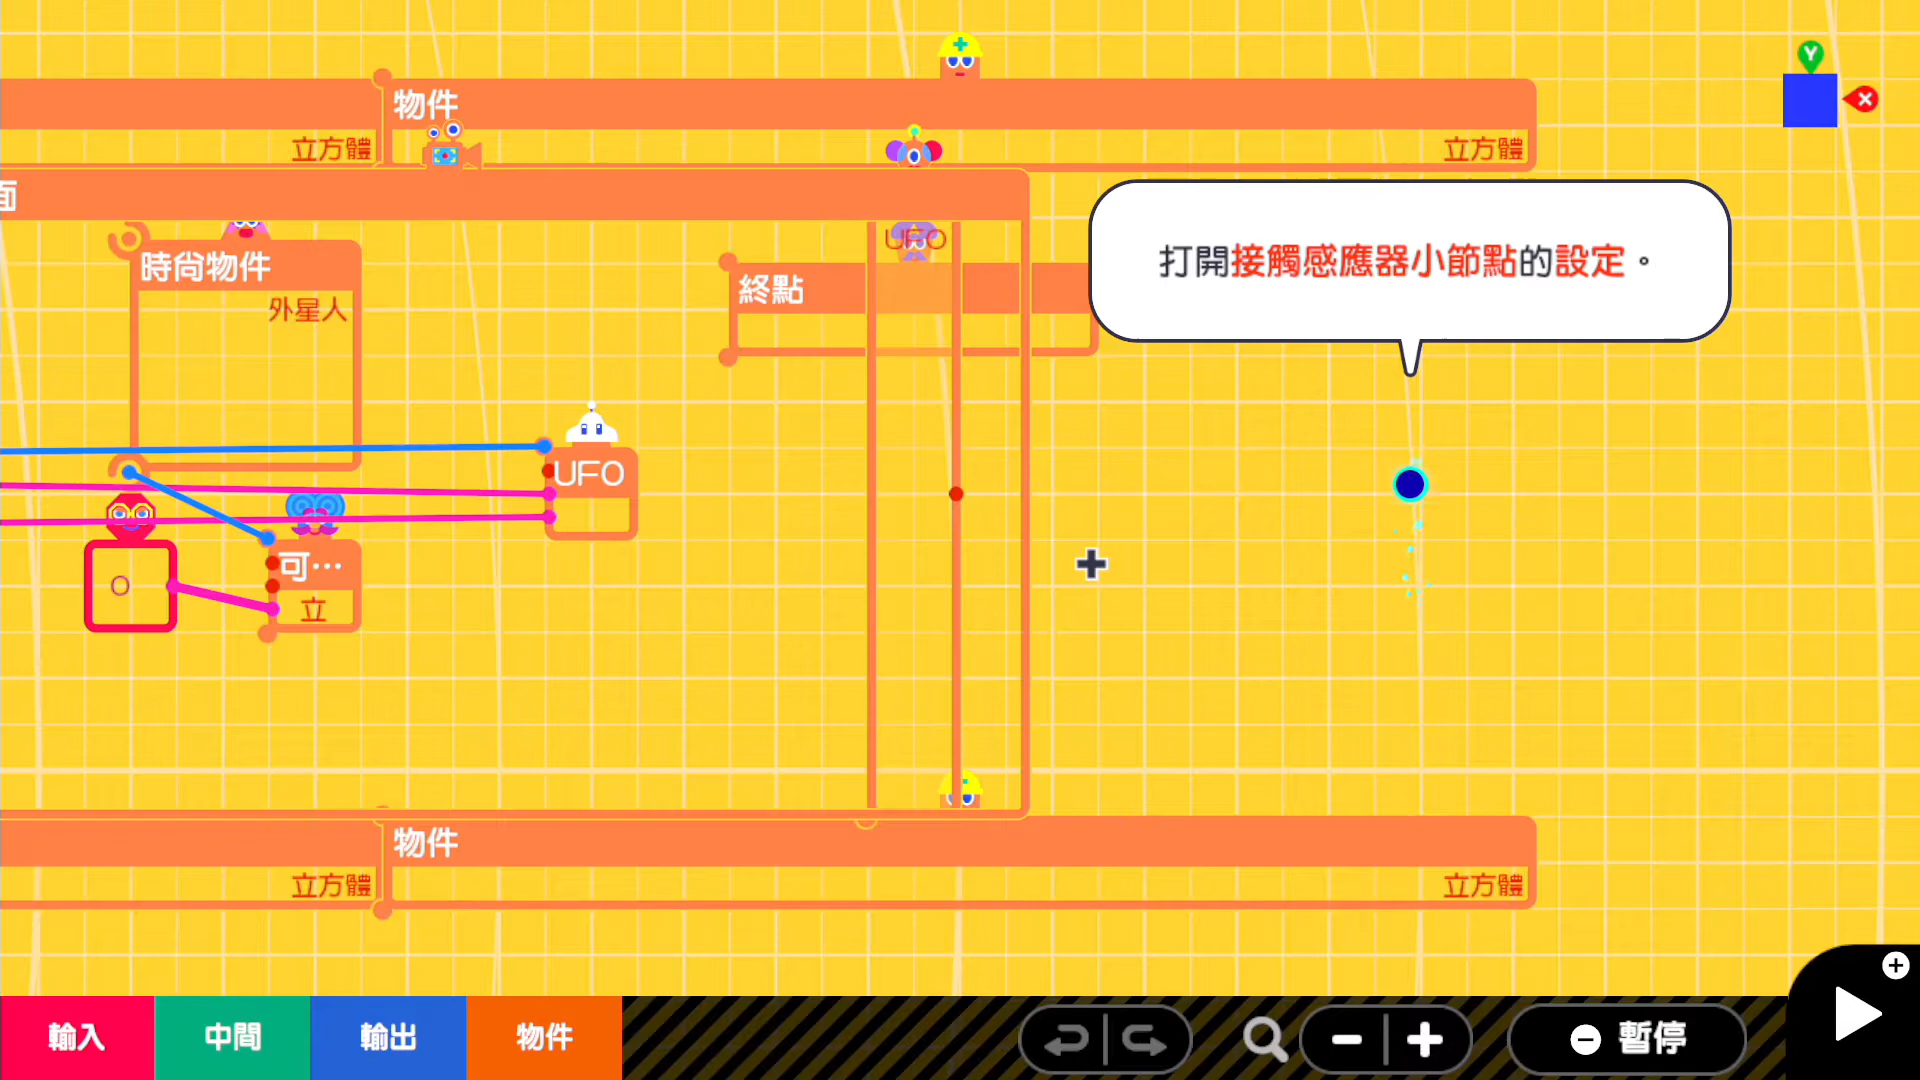 Y
物件
立方體
立方體
X
面
UFO
打開接觸感應器小節點的設定。
時尚物件
終點
外星人
UFO
可…
O
立
物件
立方體
立方體
輸入
中間
輸出
物件
暫停